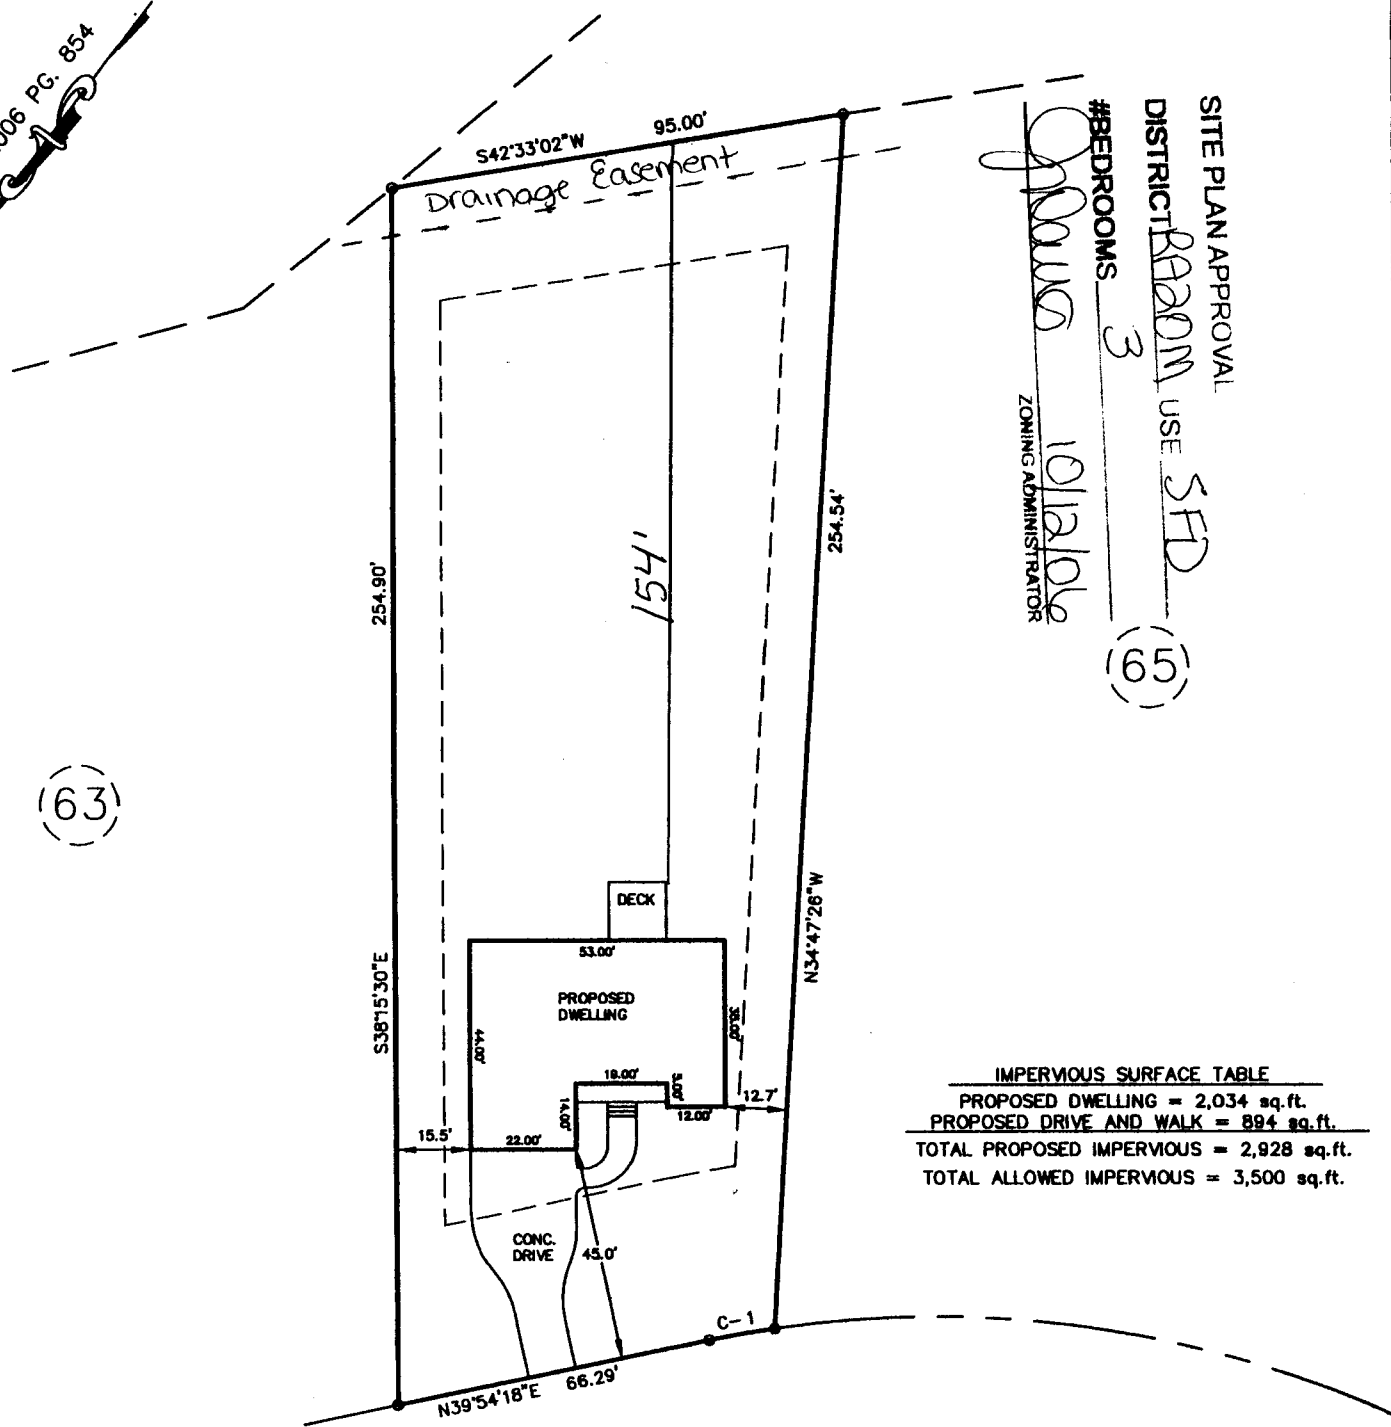 006 PG. 854
S42°33'02"W 95.00'
Drainage Easement
SITE PLAN APPROVAL
DISTRICT RA20M USE SFD
#BEDROOMS 3
10/12/06
ZONING ADMINISTRATOR
65
254.90'
154'
254.54'
63
S38°15'30"E
N34°47'26"W
DECK
53.00'
PROPOSED
DWELLING
44.00'
38.00'
19.00'
5.00'
14.00'
12.00'
12.7'
15.5'
22.00'
CONC.
DRIVE
45.0'
C-1
66.29'
N39°54'18"E
IMPERVIOUS SURFACE TABLE
PROPOSED DWELLING = 2,034 sq.ft.
PROPOSED DRIVE AND WALK = 894 sq.ft.
TOTAL PROPOSED IMPERVIOUS = 2,928 sq.ft.
TOTAL ALLOWED IMPERVIOUS = 3,500 sq.ft.